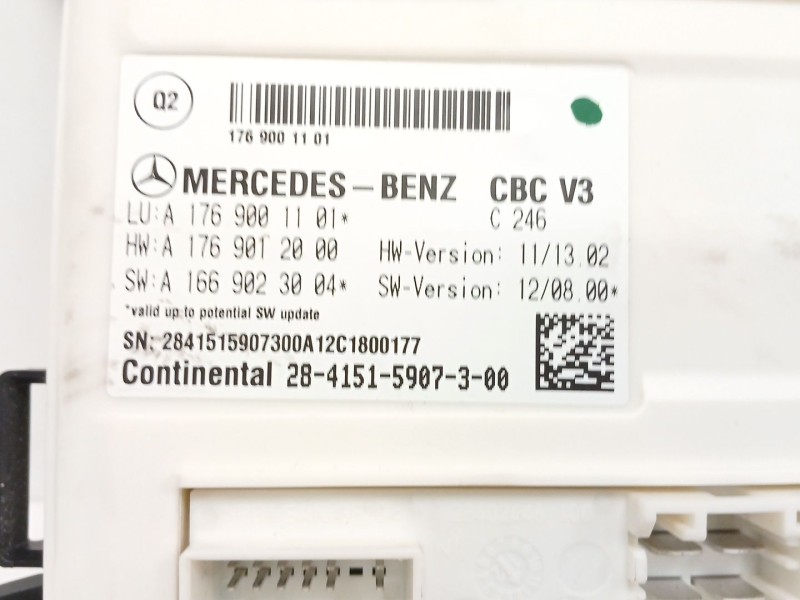 Q2
176 900 11 01
MERCEDES-BENZ CBC V3
LU: A 176 900 11 01* C 246
HW: A 176 901 20 00 HW-Version: 11/13.02
SW: A 166 902 30 04* SW-Version: 12/08.00*
*valid up to potential SW update
SN: 2841515907300A12C1800177
Continental 28-4151-5907-3-00